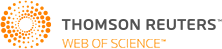 THOMSON REUTERS™
WEB OF SCIENCE™